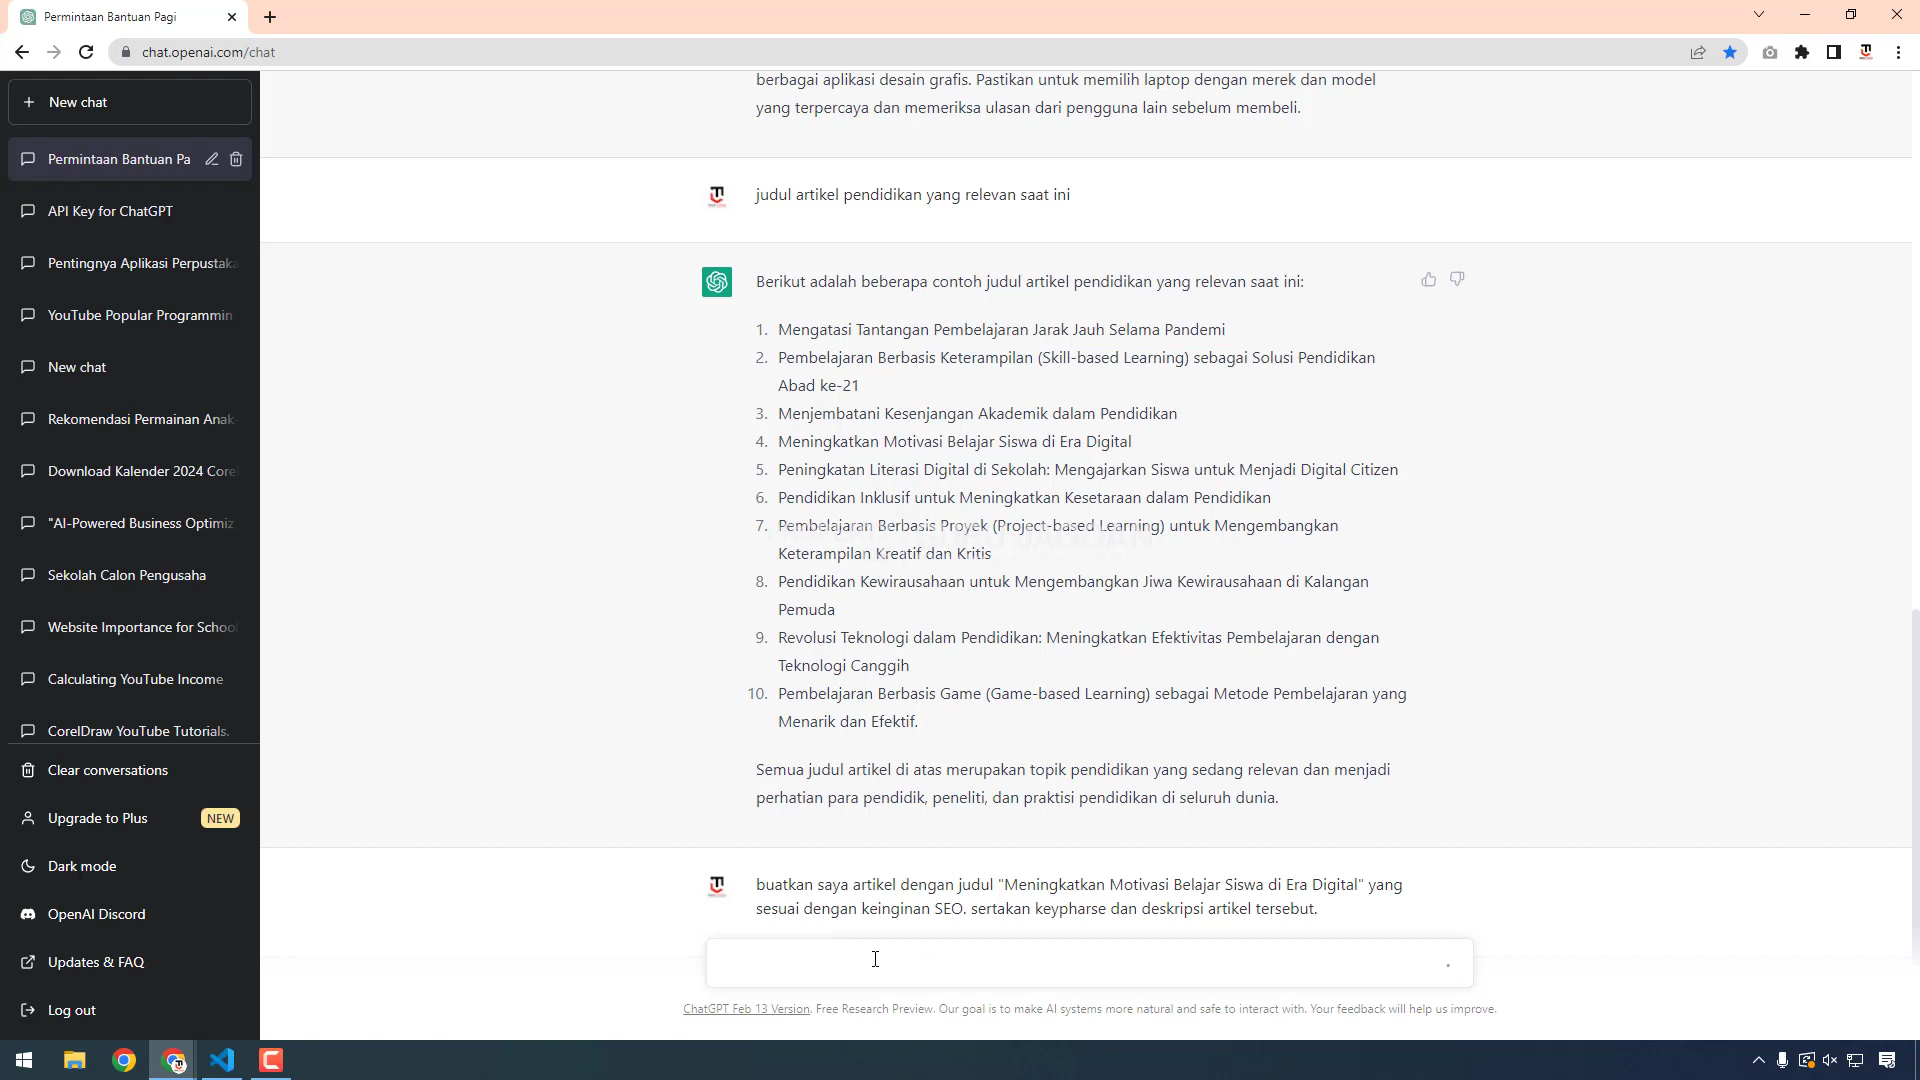 Permintaan Bantuan Pagi
chat.openai.com/chat
New chat
Permintaan Bantuan Pa
API Key for ChatGPT
Pentingnya Aplikasi Perpustaka
YouTube Popular Programmin
New chat
Rekomendasi Permainan Anak-
Download Kalender 2024 Corel
"AI-Powered Business Optimiz
Sekolah Calon Pengusaha
Website Importance for Schoo
Calculating YouTube Income
CorelDraw YouTube Tutorials.
Clear conversations
Upgrade to Plus NEW
Dark mode
OpenAI Discord
Updates & FAQ
Log out
berbagai aplikasi desain grafis. Pastikan untuk memilih laptop dengan merek dan model
yang terpercaya dan memeriksa ulasan dari pengguna lain sebelum membeli.
judul artikel pendidikan yang relevan saat ini
Berikut adalah beberapa contoh judul artikel pendidikan yang relevan saat ini:
1. Mengatasi Tantangan Pembelajaran Jarak Jauh Selama Pandemi
2. Pembelajaran Berbasis Keterampilan (Skill-based Learning) sebagai Solusi Pendidikan
Abad ke-21
3. Menjembatani Kesenjangan Akademik dalam Pendidikan
4. Meningkatkan Motivasi Belajar Siswa di Era Digital
5. Peningkatan Literasi Digital di Sekolah: Mengajarkan Siswa untuk Menjadi Digital Citizen
6. Pendidikan Inklusif untuk Meningkatkan Kesetaraan dalam Pendidikan
7. Pembelajaran Berbasis Proyek (Project-based Learning) untuk Mengembangkan
Keterampilan Kreatif dan Kritis
8. Pendidikan Kewirausahaan untuk Mengembangkan Jiwa Kewirausahaan di Kalangan
Pemuda
9. Revolusi Teknologi dalam Pendidikan: Meningkatkan Efektivitas Pembelajaran dengan
Teknologi Canggih
10. Pembelajaran Berbasis Game (Game-based Learning) sebagai Metode Pembelajaran yang
Menarik dan Efektif.
Semua judul artikel di atas merupakan topik pendidikan yang sedang relevan dan menjadi
perhatian para pendidik, peneliti, dan praktisi pendidikan di seluruh dunia.
buatkan saya artikel dengan judul "Meningkatkan Motivasi Belajar Siswa di Era Digital" yang
sesuai dengan keinginan SEO. sertakan keypharse dan deskripsi artikel tersebut.
ChatGPT Feb 13 Version. Free Research Preview. Our goal is to make AI systems more natural and safe to interact with. Your feedback will help us improve.